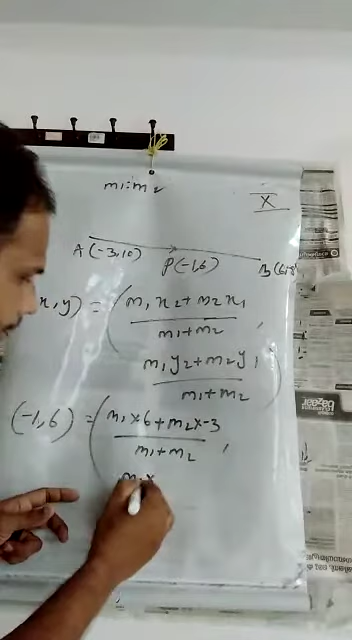 m₁:m₂
X
A(-3,10) P(-1,6) B(6,-8)
x,y) = (m₁x₂+m₂x₁ / m₁+m₂ ,
m₁y₂+m₂y₁ / m₁+m₂)
(-1,6) = (m₁×6+m₂×-3 / m₁+m₂ ,
m₁×